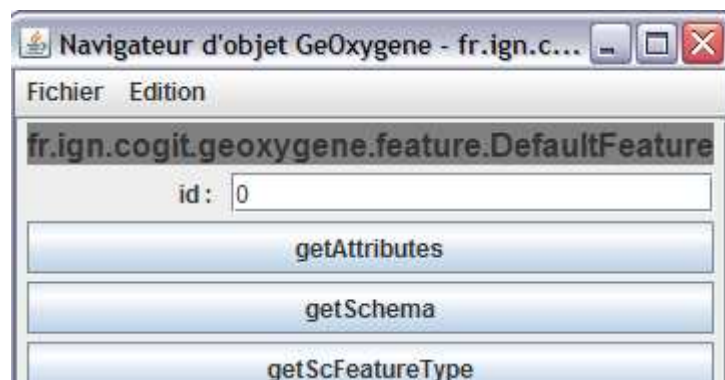 Navigateur d'objet GeOxygene - fr.ign.c...
Fichier Edition
fr.ign.cogit.geoxygene.feature.DefaultFeature
id : 0
getAttributes
getSchema
getScFeatureType